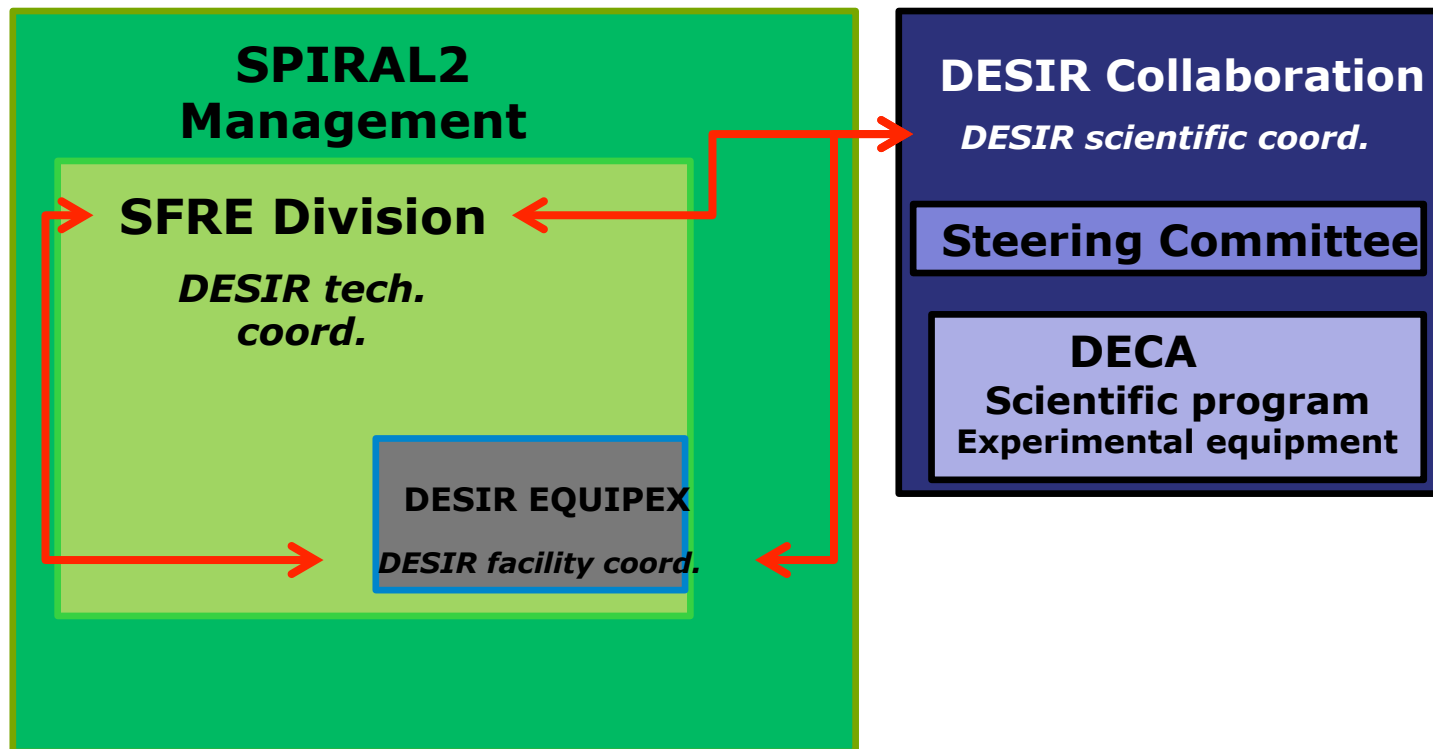 SPIRAL2
Management
SFRE Division
DESIR tech.
coord.
DESIR EQUIPEX
DESIR facility coord.
DESIR Collaboration
DESIR scientific coord.
Steering Committee
DECA
Scientific program
Experimental equipment